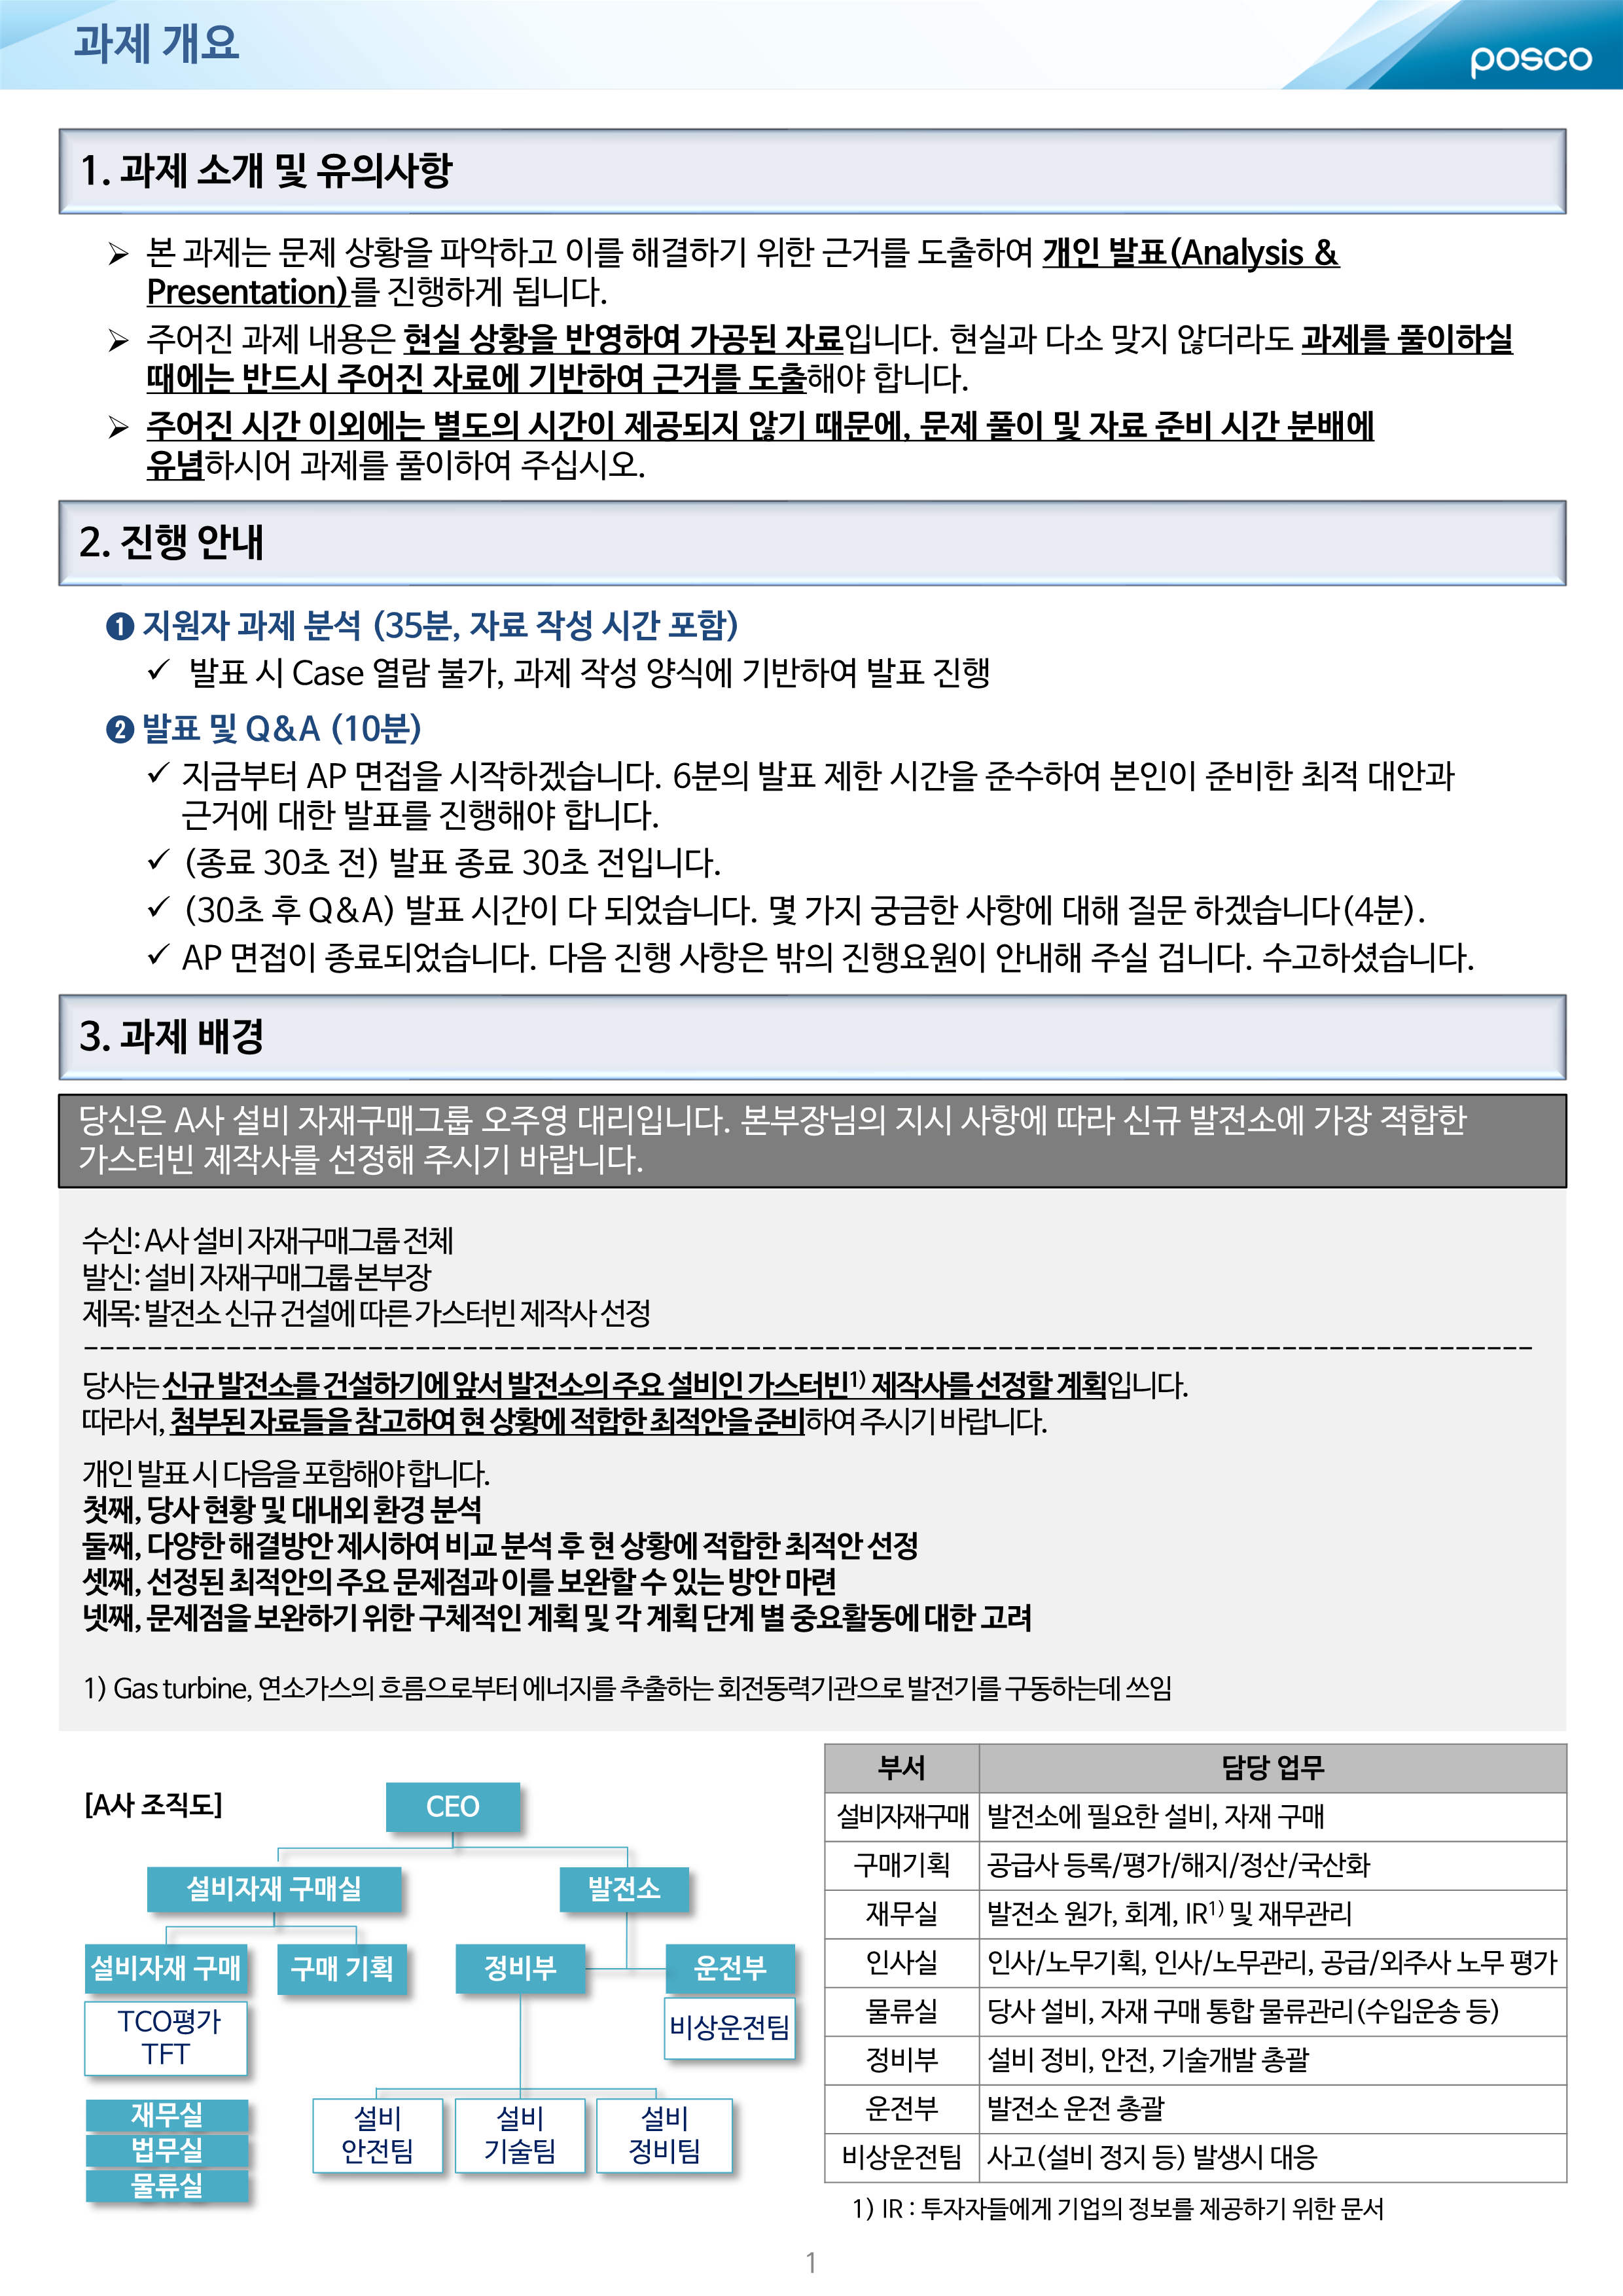 과제 개요
posco
1. 과제 소개 및 유의사항
➢ 본 과제는 문제 상황을 파악하고 이를 해결하기 위한 근거를 도출하여 개인 발표(Analysis &
Presentation)를 진행하게 됩니다.
➢ 주어진 과제 내용은 현실 상황을 반영하여 가공된 자료입니다. 현실과 다소 맞지 않더라도 과제를 풀이하실
때에는 반드시 주어진 자료에 기반하여 근거를 도출해야 합니다.
➢ 주어진 시간 이외에는 별도의 시간이 제공되지 않기 때문에, 문제 풀이 및 자료 준비 시간 분배에
유념하시어 과제를 풀이하여 주십시오.
2. 진행 안내
❶ 지원자 과제 분석 (35분, 자료 작성 시간 포함)
✓ 발표 시 Case 열람 불가, 과제 작성 양식에 기반하여 발표 진행
❷ 발표 및 Q&A (10분)
✓ 지금부터 AP 면접을 시작하겠습니다. 6분의 발표 제한 시간을 준수하여 본인이 준비한 최적 대안과
근거에 대한 발표를 진행해야 합니다.
✓ (종료 30초 전) 발표 종료 30초 전입니다.
✓ (30초 후 Q&A) 발표 시간이 다 되었습니다. 몇 가지 궁금한 사항에 대해 질문 하겠습니다(4분).
✓ AP 면접이 종료되었습니다. 다음 진행 사항은 밖의 진행요원이 안내해 주실 겁니다. 수고하셨습니다.
3. 과제 배경
당신은 A사 설비 자재구매그룹 오주영 대리입니다. 본부장님의 지시 사항에 따라 신규 발전소에 가장 적합한
가스터빈 제작사를 선정해 주시기 바랍니다.
수신: A사 설비 자재구매그룹 전체
발신: 설비 자재구매그룹 본부장
제목: 발전소 신규 건설에 따른 가스터빈 제작사 선정
--------------------------------------------------------------------------------------------
당사는 신규 발전소를 건설하기에 앞서 발전소의 주요 설비인 가스터빈1) 제작사를 선정할 계획입니다.
따라서, 첨부된 자료들을 참고하여 현 상황에 적합한 최적안을 준비하여 주시기 바랍니다.
개인 발표 시 다음을 포함해야 합니다.
첫째, 당사 현황 및 대내외 환경 분석
둘째, 다양한 해결방안 제시하여 비교 분석 후 현 상황에 적합한 최적안 선정
셋째, 선정된 최적안의 주요 문제점과 이를 보완할 수 있는 방안 마련
넷째, 문제점을 보완하기 위한 구체적인 계획 및 각 계획 단계 별 중요활동에 대한 고려
1) Gas turbine, 연소가스의 흐름으로부터 에너지를 추출하는 회전동력기관으로 발전기를 구동하는데 쓰임
[A사 조직도]
CEO
설비자재 구매실
발전소
설비자재 구매
구매 기획
정비부
운전부
TCO평가
TFT
비상운전팀
재무실
법무실
물류실
설비
안전팀
설비
기술팀
설비
정비팀
부서 담당 업무
설비자재구매 발전소에 필요한 설비, 자재 구매
구매기획 공급사 등록/평가/해지/정산/국산화
재무실 발전소 원가, 회계, IR1) 및 재무관리
인사실 인사/노무기획, 인사/노무관리, 공급/외주사 노무 평가
물류실 당사 설비, 자재 구매 통합 물류관리(수입운송 등)
정비부 설비 정비, 안전, 기술개발 총괄
운전부 발전소 운전 총괄
비상운전팀 사고(설비 정지 등) 발생시 대응
1) IR : 투자자들에게 기업의 정보를 제공하기 위한 문서
1